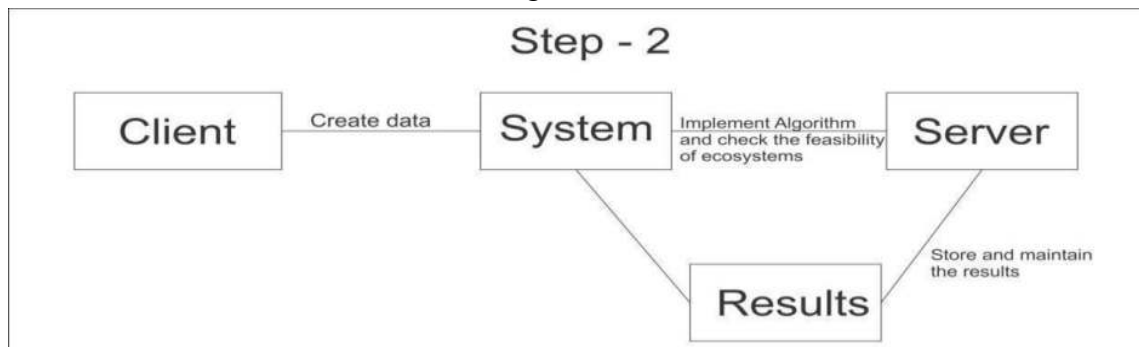 Step - 2
Client
Create data
System
Implement Algorithm
and check the feasibility
of ecosystems
Server
Store and maintain
the results
Results